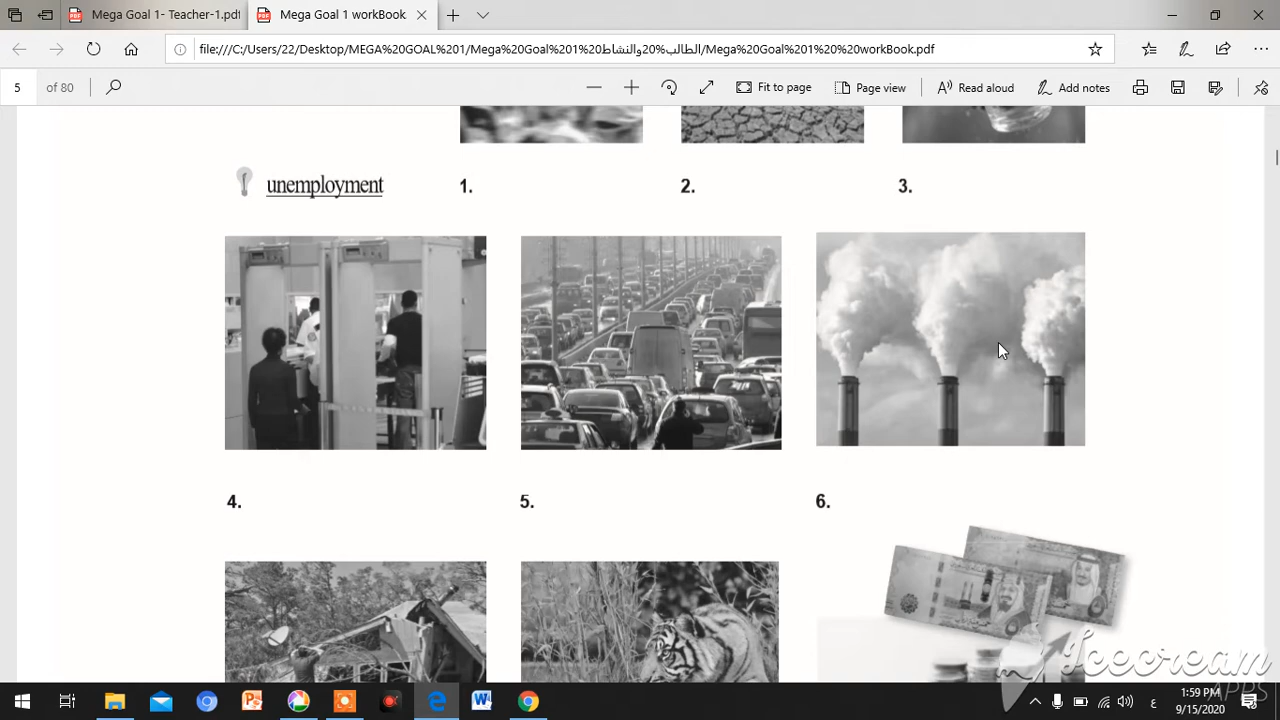 Mega Goal 1- Teacher-1.pdf
Mega Goal 1 workBook
file:///C:/Users/22/Desktop/MEGA%20GOAL%201/Mega%20Goal%201%20الطالب%20والنشاط/Mega%20Goal%201%20%20workBook.pdf
5 of 80
Fit to page
Page view
Read aloud
Add notes
unemployment
1.
2.
3.
4.
5.
6.
Icecream
APPS
ع
1:59 PM
9/15/2020